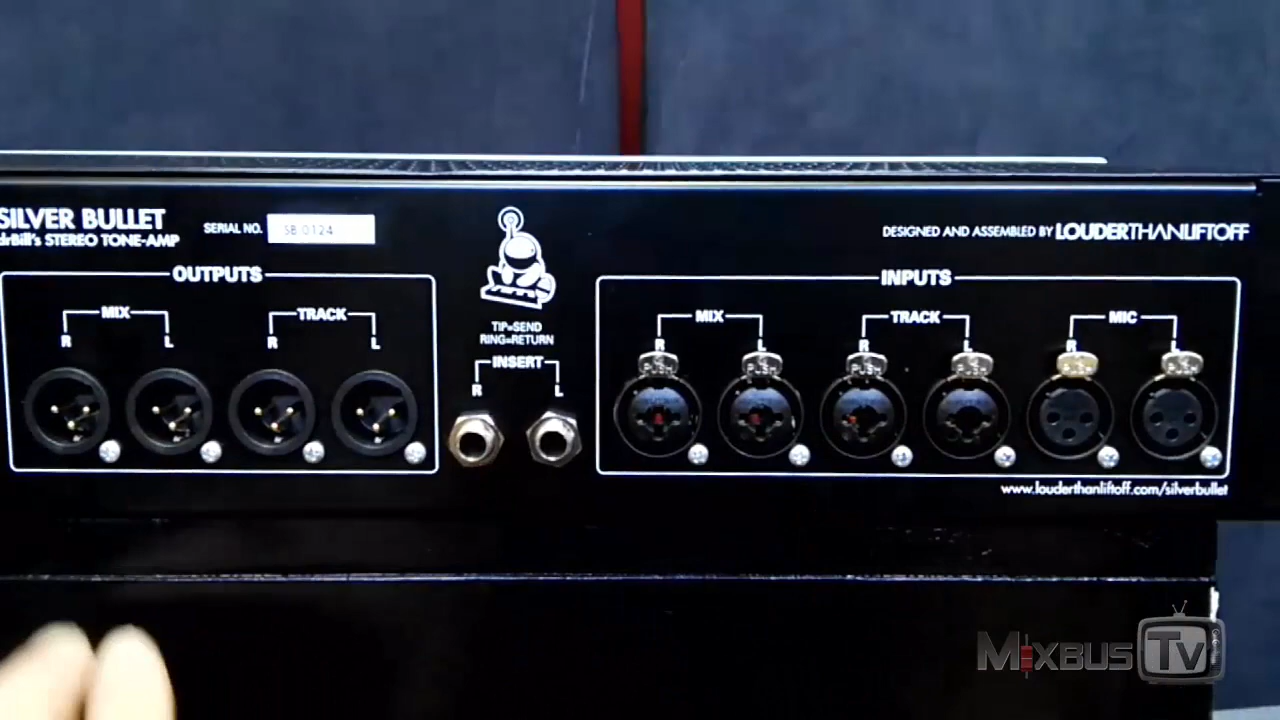 SILVER BULLET
drBill's STEREO TONE-AMP
SERIAL NO. SB 0124
DESIGNED AND ASSEMBLED BY LOUDERTHANLIFTOFF
OUTPUTS
MIX
R L
TRACK
R L
TIP=SEND
RING=RETURN
INSERT
R L
INPUTS
MIX
R L
TRACK
R L
MIC
R L
PUSH PUSH PUSH PUSH PUSH
www.louderthanliftoff.com/silverbullet
MIXBUS TV